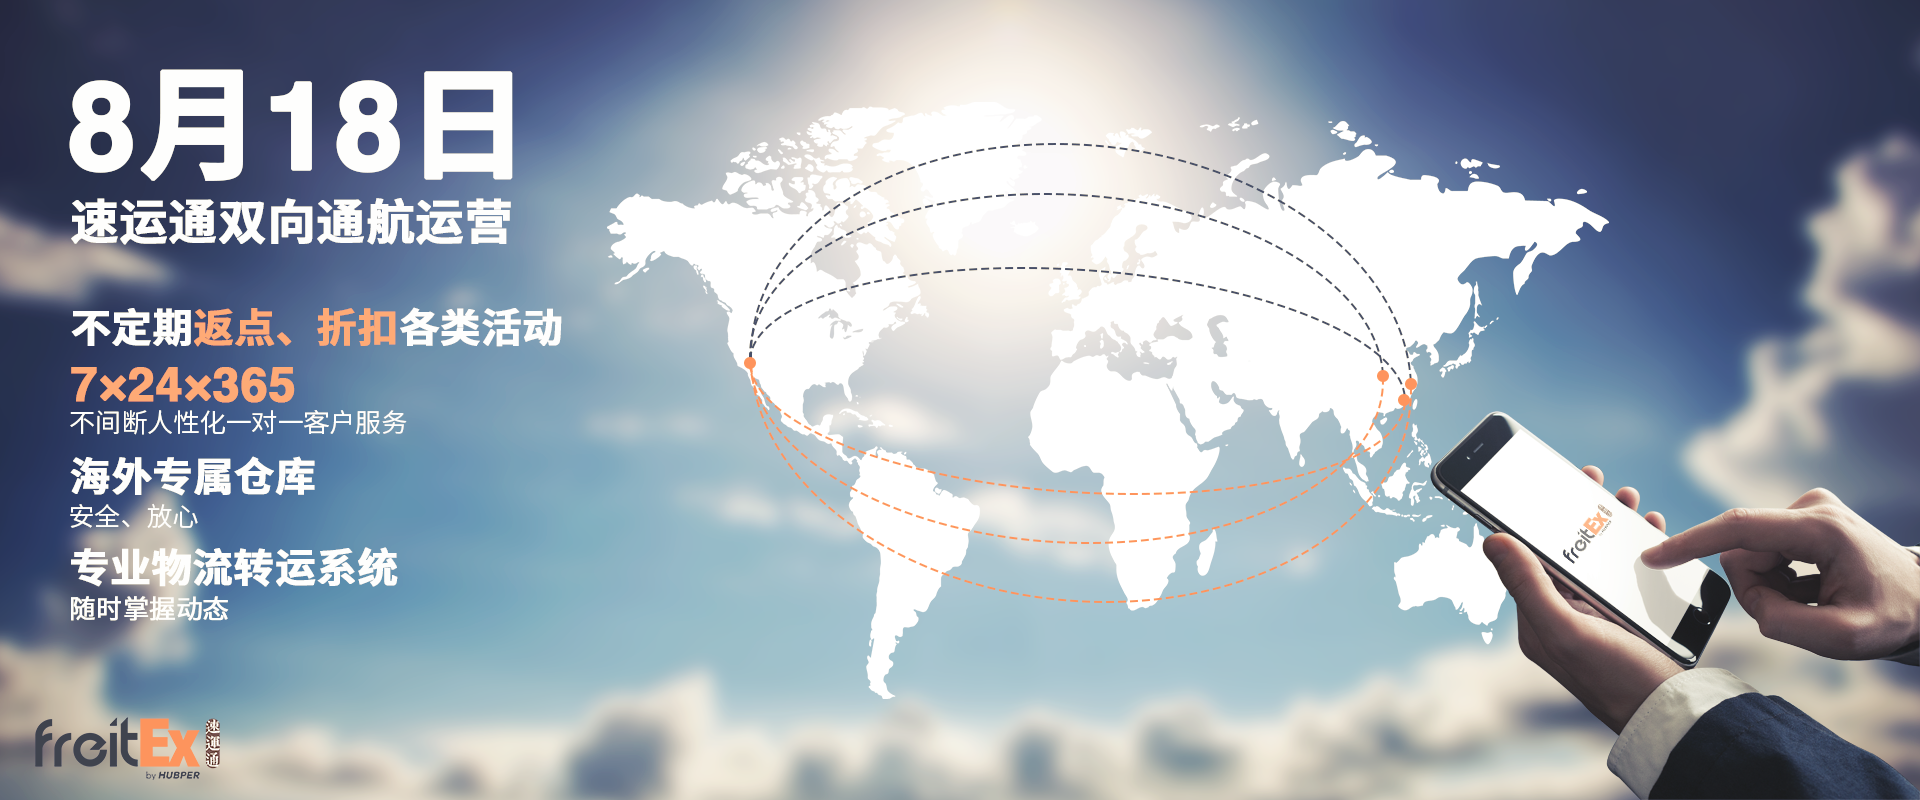 8月18日
速运通双向通航运营
不定期返点、折扣各类活动
7×24×365
不间断人性化一对一客户服务
海外专属仓库
安全、放心
专业物流转运系统
随时掌握动态
freitEx
速運通
by HUBPER
freitEx